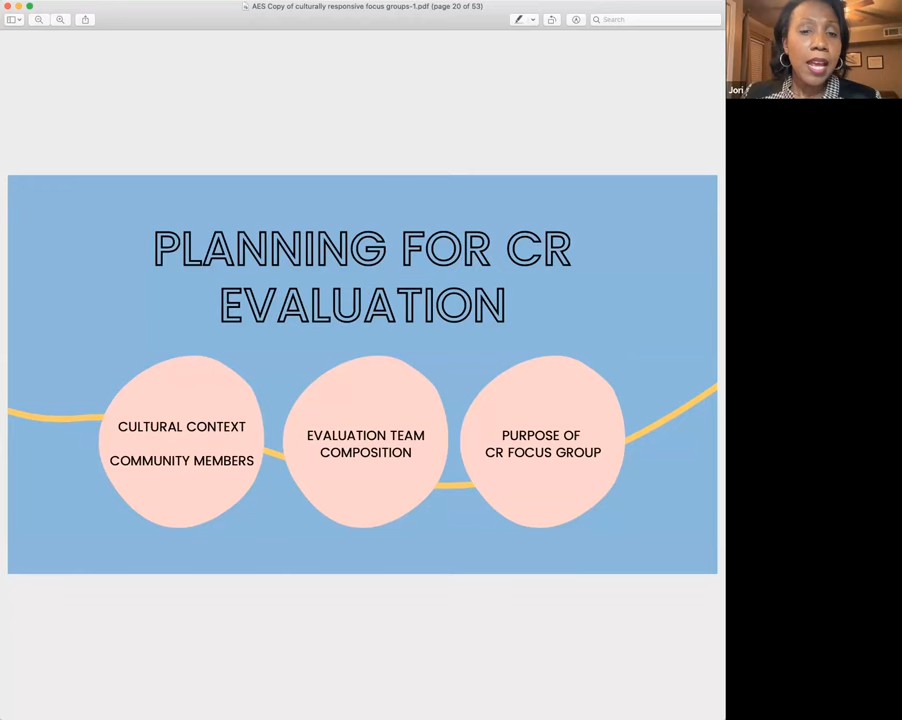 AES Copy of culturally responsive focus groups-1.pdf (page 20 of 53)
Search
Jori
PLANNING FOR CR
EVALUATION
CULTURAL CONTEXT
COMMUNITY MEMBERS
EVALUATION TEAM
COMPOSITION
PURPOSE OF
CR FOCUS GROUP